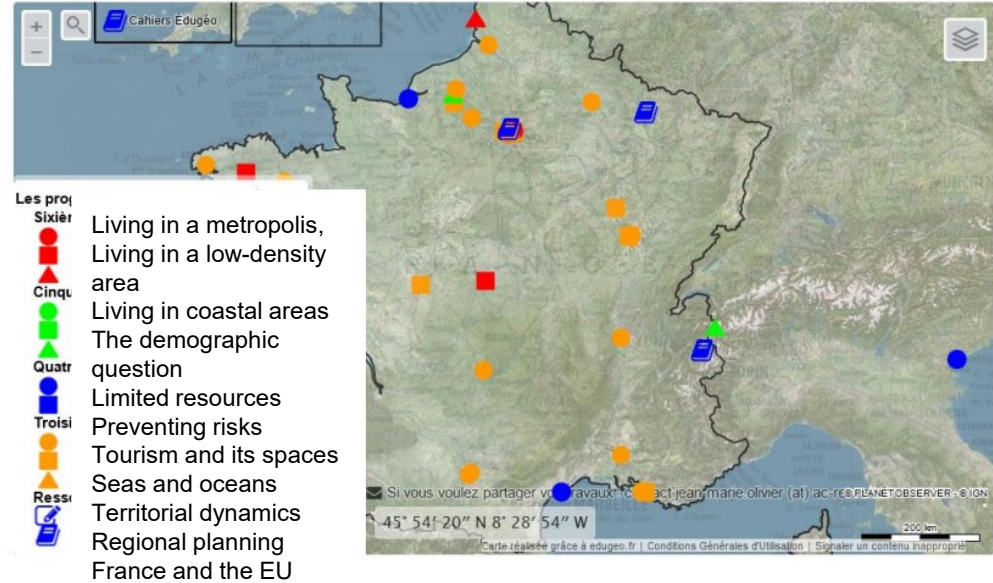 +
−
Cahiers Édugéo
(ENGLISH CHANNEL)
Les prog
Sixièr
Living in a metropolis,
Living in a low-density
area
Cinqu
Living in coastal areas
The demographic
question
Quatr
Limited resources
Preventing risks
Troisi
Tourism and its spaces
Seas and oceans
Resso
Territorial dynamics
Regional planning
France and the EU
Si vous voulez partager vos travaux: contact jean-marie.olivier (at) ac-re
© PLANETOBSERVER - © IGN
45° 54' 20" N 8° 28' 54" W
MARSEILLE
200 km
Carte réalisée grâce à edugeo.fr | Conditions Générales d'Utilisation | Signaler un contenu inapproprié